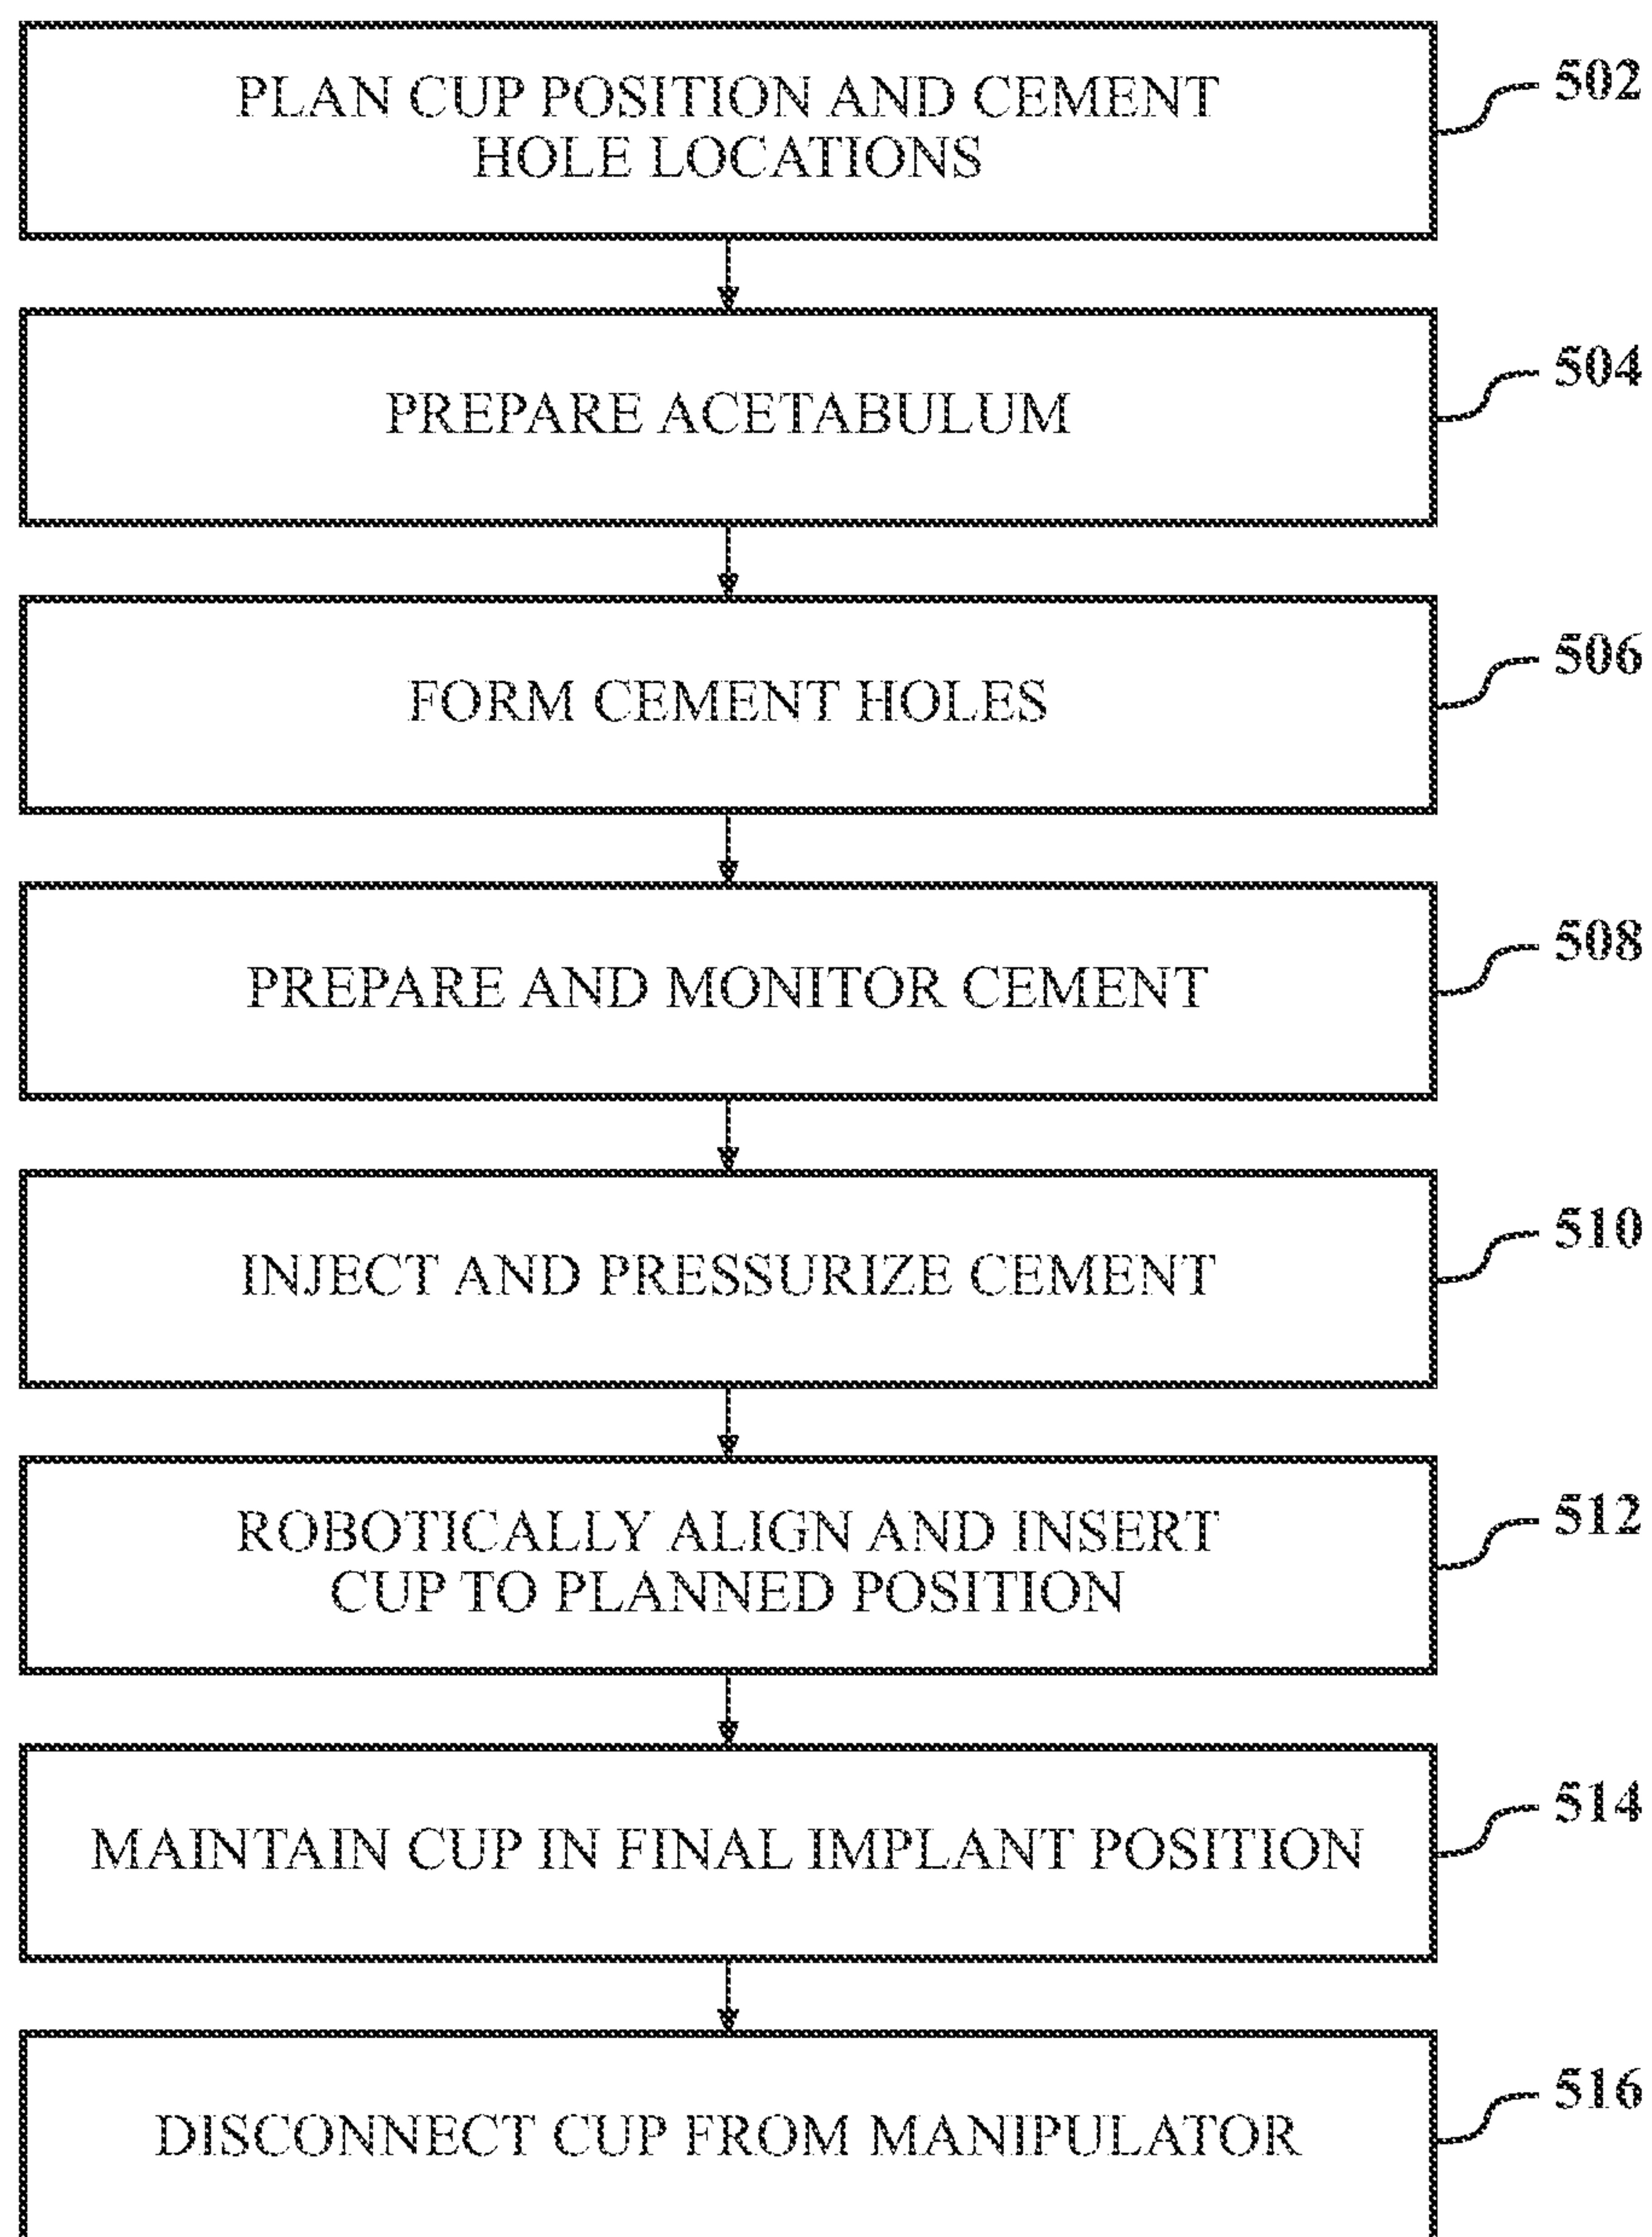 PLAN CUP POSITION AND CEMENT
HOLE LOCATIONS
502
PREPARE ACETABULUM
504
FORM CEMENT HOLES
506
PREPARE AND MONITOR CEMENT
508
INJECT AND PRESSURIZE CEMENT
510
ROBOTICALLY ALIGN AND INSERT
CUP TO PLANNED POSITION
512
MAINTAIN CUP IN FINAL IMPLANT POSITION
514
DISCONNECT CUP FROM MANIPULATOR
516